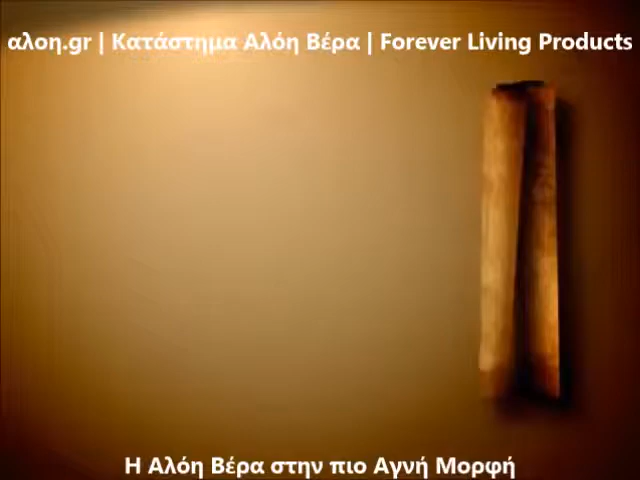 αλοη.gr | Κατάστημα Αλόη Βέρα | Forever Living Products
Η Αλόη Βέρα στην πιο Αγνή Μορφή